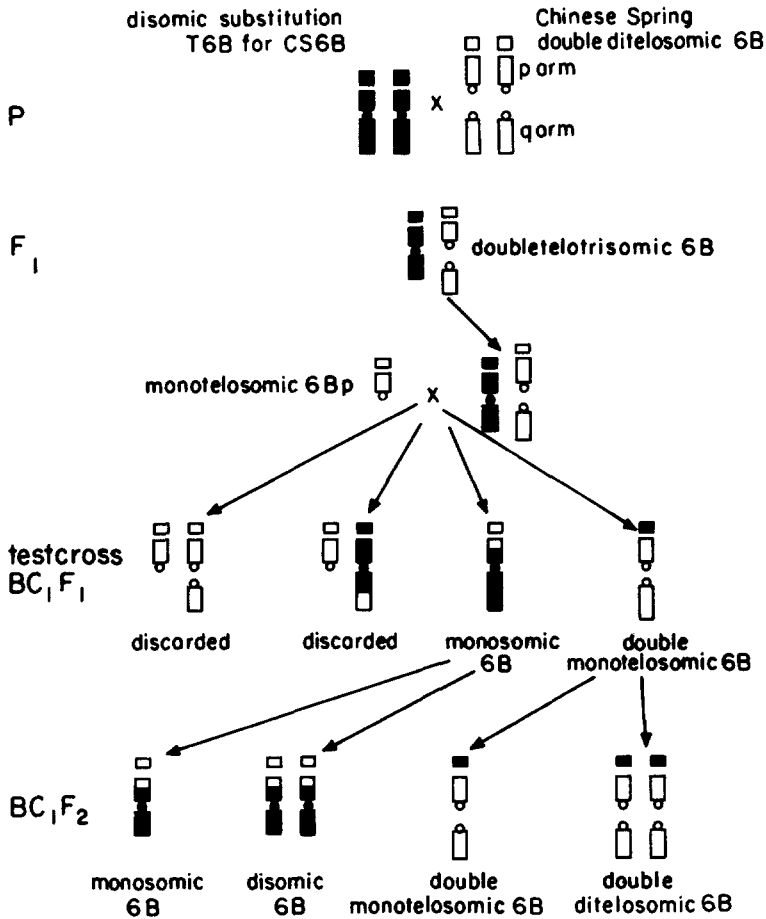 disomic substitution
T6B for CS6B
Chinese Spring
double ditelosomic 6B
p arm
q arm
P
X
F1
doubletelotrisomic 6B
monotelosomic 6Bp
X
testcross
BC1F1
discarded
discarded
monosomic
6B
double
monotelosomic 6B
BC1F2
monosomic
6B
disomic
6B
double
monotelosomic 6B
double
ditelosomic 6B